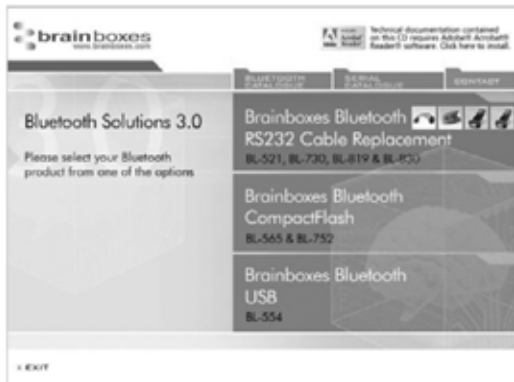 brainboxes
www.brainboxes.com
Adobe Acrobat Reader
Technical documentation contained
on this CD requires Adobe® Acrobat®
Reader® software. Click here to install.
BLUETOOTH CATALOGUE
SERIAL CATALOGUE
CONTACT
Bluetooth Solutions 3.0
Please select your Bluetooth
product from one of the options
Brainboxes Bluetooth
RS232 Cable Replacement
BL-521, BL-730, BL-819 & BL-830
Brainboxes Bluetooth
CompactFlash
BL-565 & BL-752
Brainboxes Bluetooth
USB
BL-554
EXIT